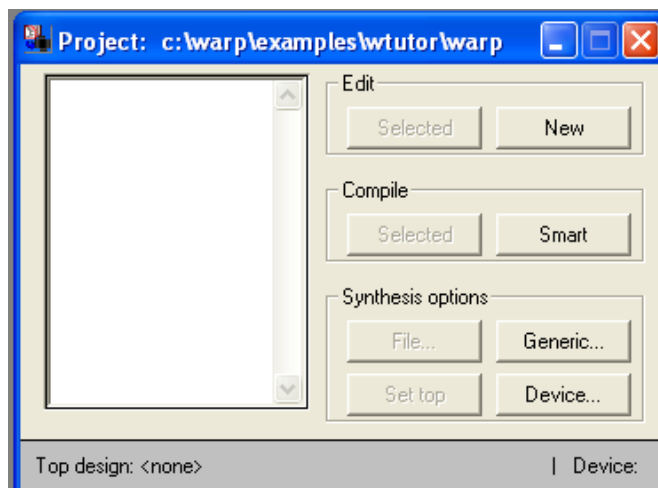 Project: c:\warp\examples\wtutor\warp
Edit
Selected New
Compile
Selected Smart
Synthesis options
File... Generic...
Set top Device...
Top design: <none> | Device: